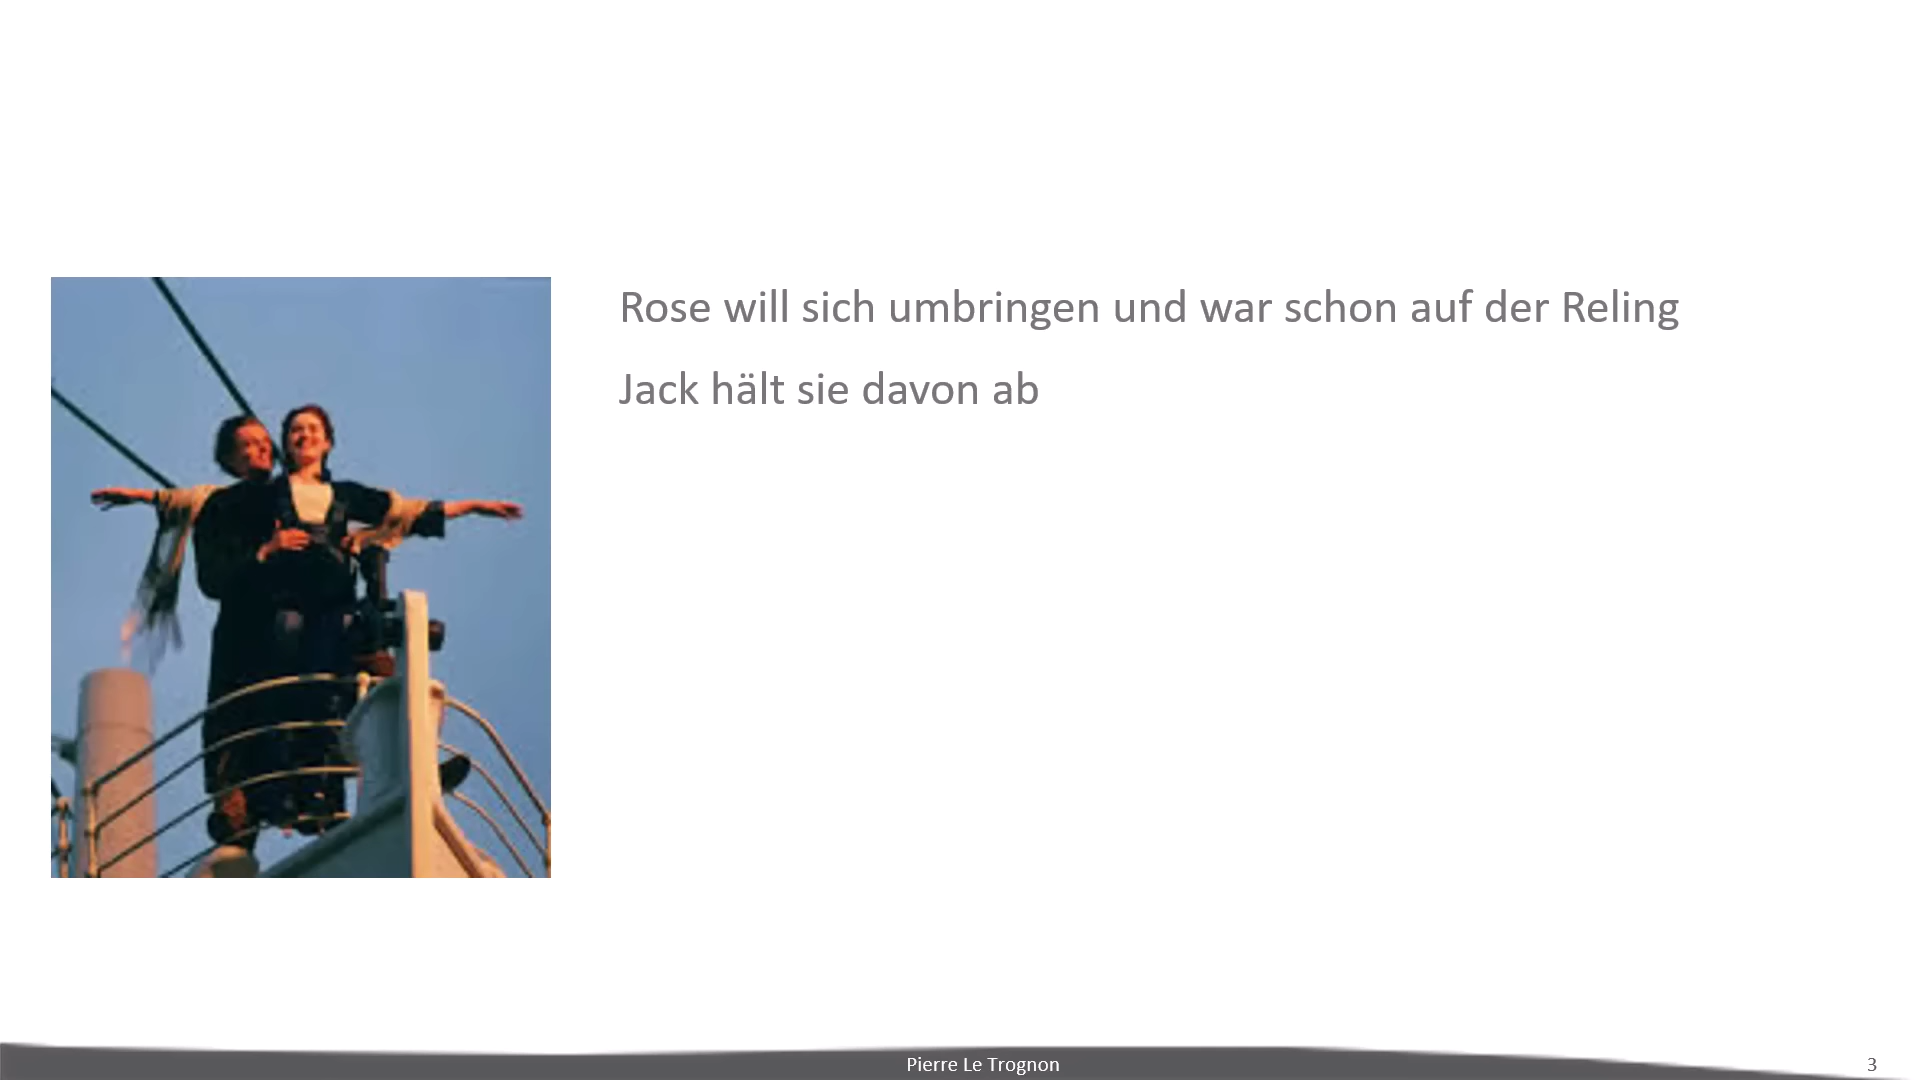 Rose will sich umbringen und war schon auf der Reling
Jack hält sie davon ab
Pierre Le Trognon
3